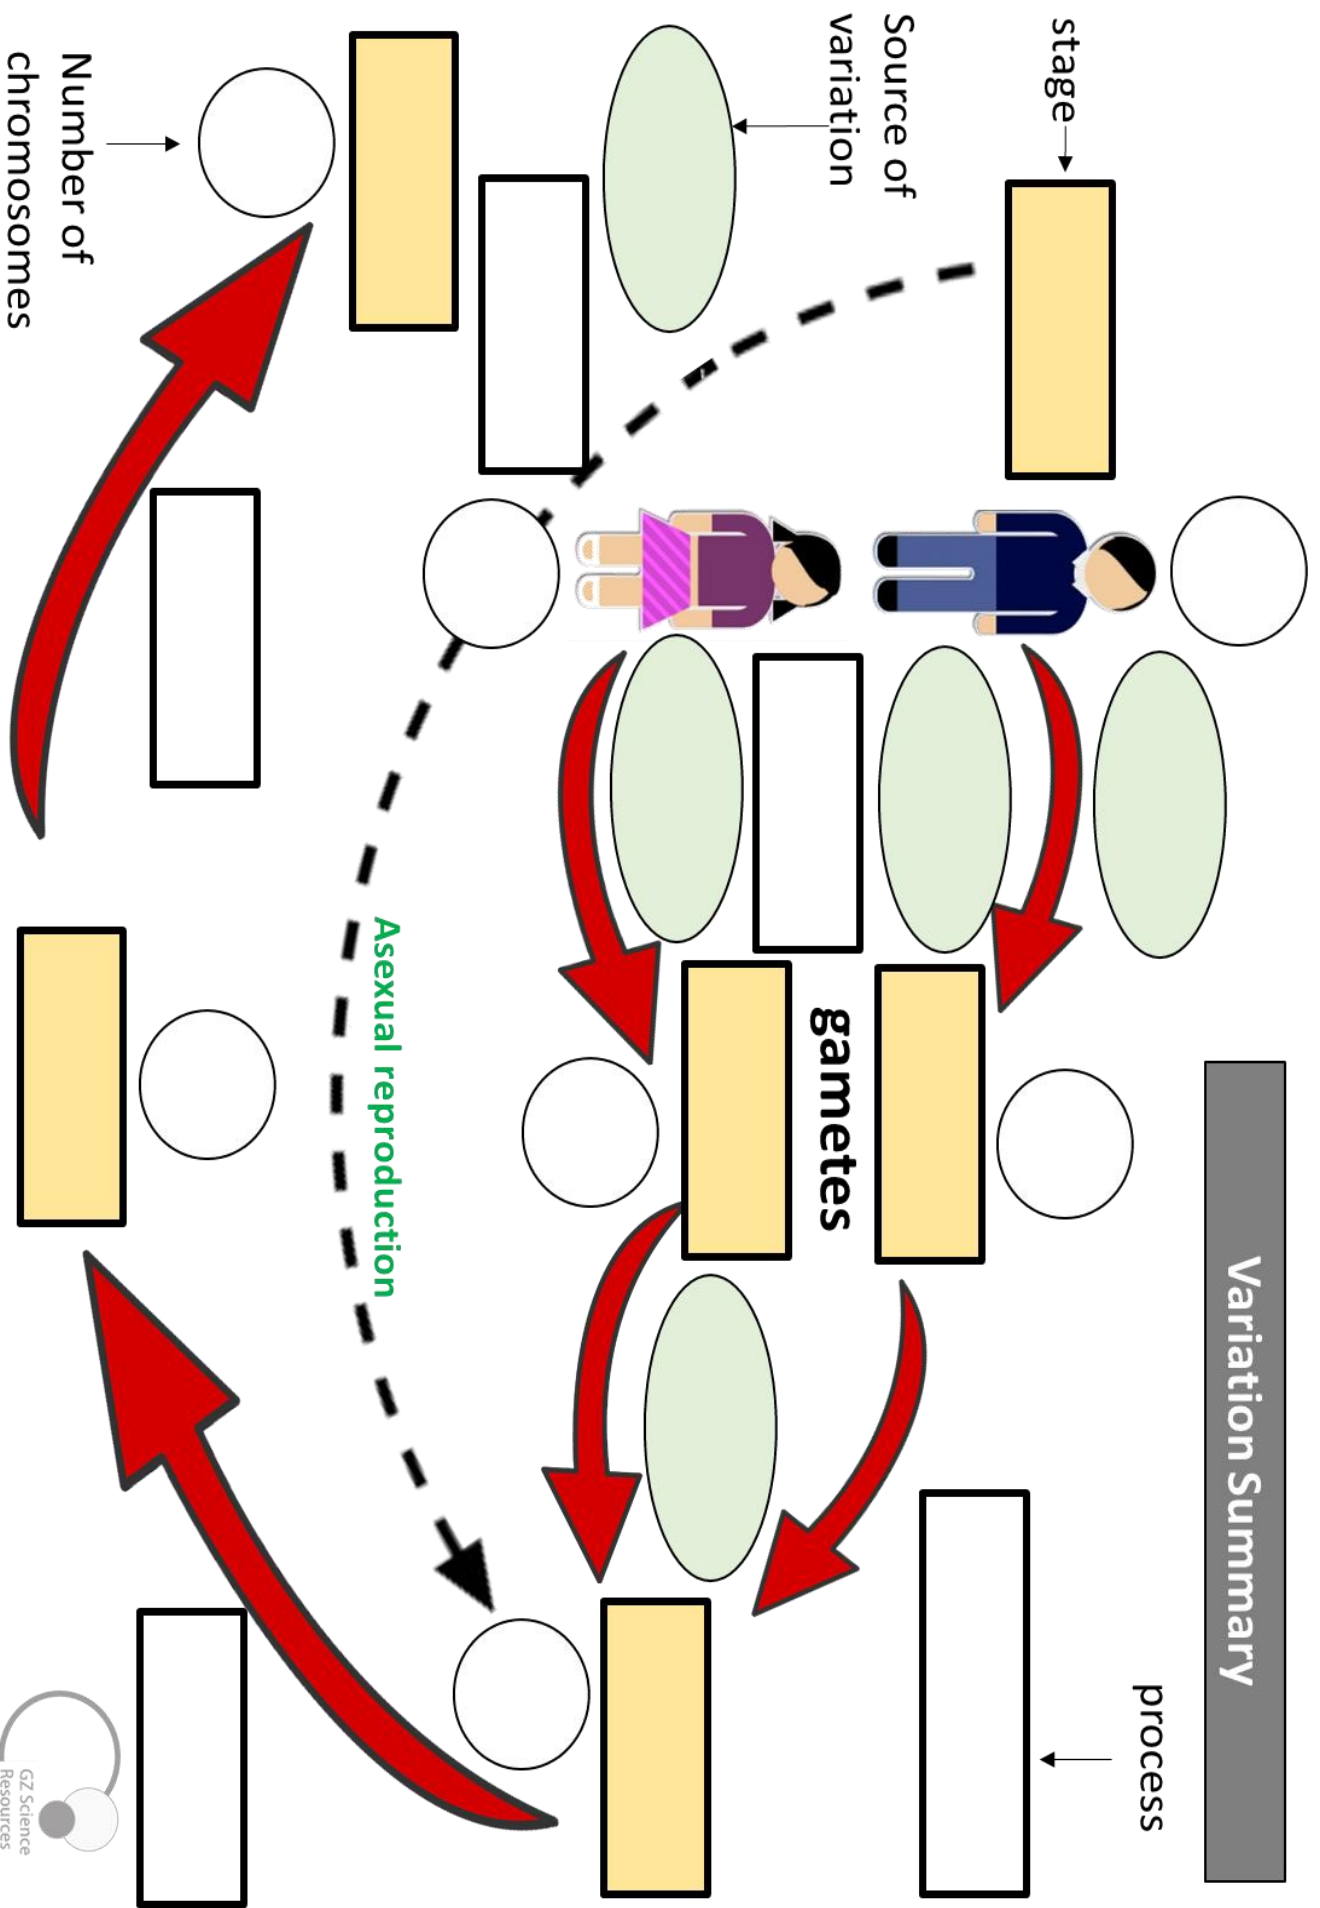 Variation Summary
stage
process
Source of
variation
gametes
Asexual reproduction
Number of
chromosomes
GZ Science
Resources